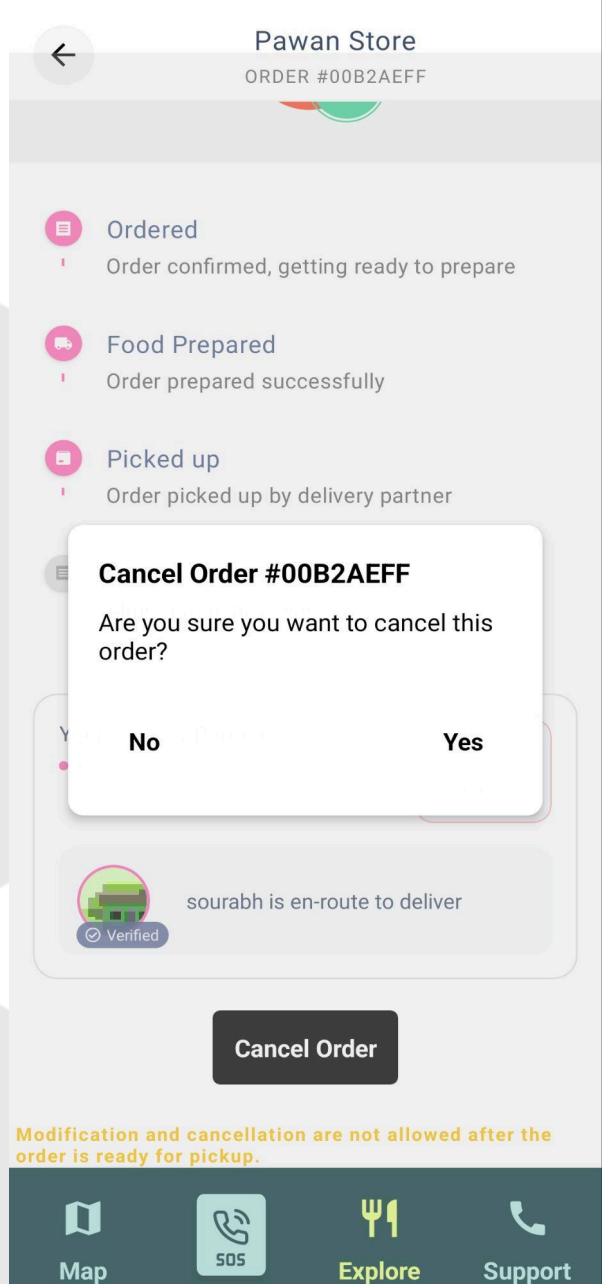 Pawan Store
ORDER #00B2AEFF
Ordered
Order confirmed, getting ready to prepare
Food Prepared
Order prepared successfully
Picked up
Order picked up by delivery partner
Cancel Order #00B2AEFF
Are you sure you want to cancel this
order?
No
Yes
sourabh is en-route to deliver
Verified
Cancel Order
Modification and cancellation are not allowed after the
order is ready for pickup.
Map
SOS
Explore
Support